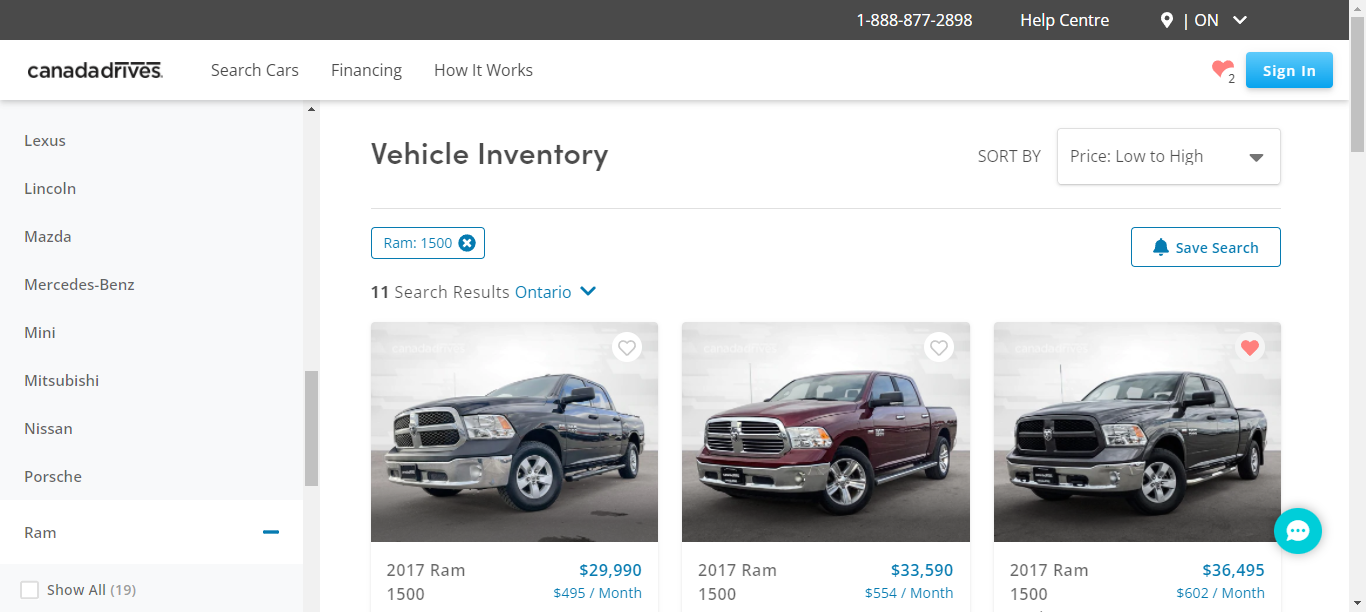 1-888-877-2898 Help Centre | ON
canadadrives. Search Cars Financing How It Works 2 Sign In
Lexus
Lincoln
Mazda
Mercedes-Benz
Mini
Mitsubishi
Nissan
Porsche
Ram
Show All (19)
Vehicle Inventory SORT BY Price: Low to High
Ram: 1500 Save Search
11 Search Results Ontario
canadadrives canadadrives canadadrives
2017 Ram $29,990
1500 $495 / Month
2017 Ram $33,590
1500 $554 / Month
2017 Ram $36,495
1500 $602 / Month